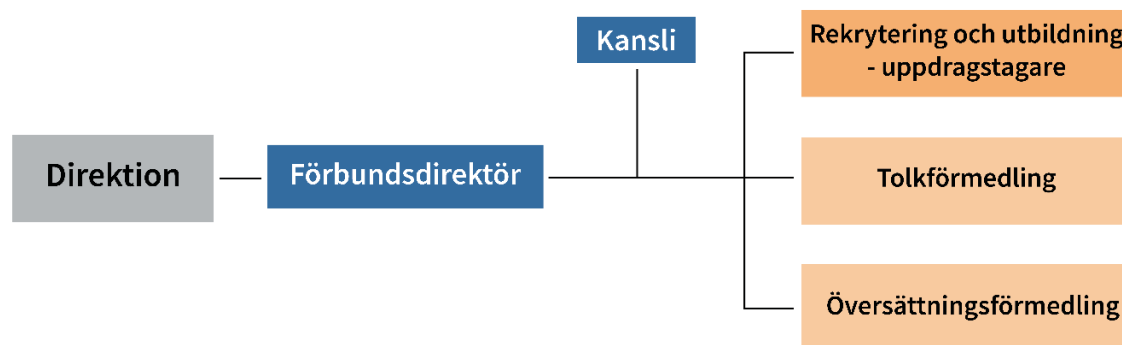 Kansli
Rekrytering och utbildning
- uppdragstagare
Direktion
Förbundsdirektör
Tolkförmedling
Översättningsförmedling